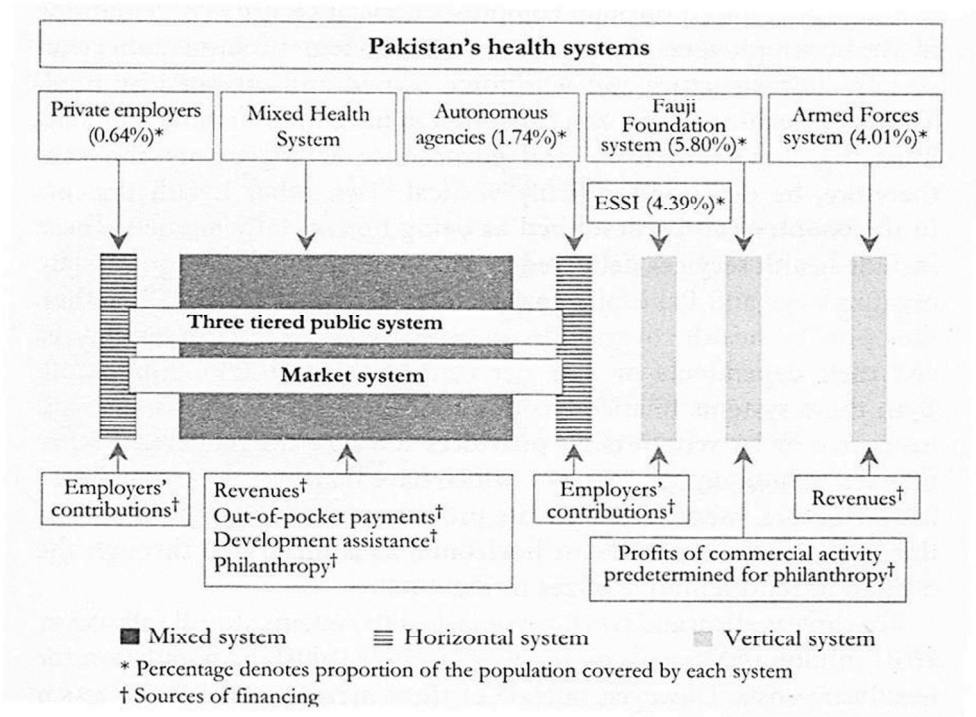 Pakistan's health systems
Private employers
(0.64%)*
Mixed Health
System
Autonomous
agencies (1.74%)*
Fauji
Foundation
system (5.80%)*
Armed Forces
system (4.01%)*
ESSI (4.39%)*
Three tiered public system
Market system
Employers'
contributions†
Revenues†
Out-of-pocket payments†
Development assistance†
Philanthropy†
Employers'
contributions†
Revenues†
Profits of commercial activity
predetermined for philanthropy†
Mixed system
Horizontal system
Vertical system
* Percentage denotes proportion of the population covered by each system
† Sources of financing